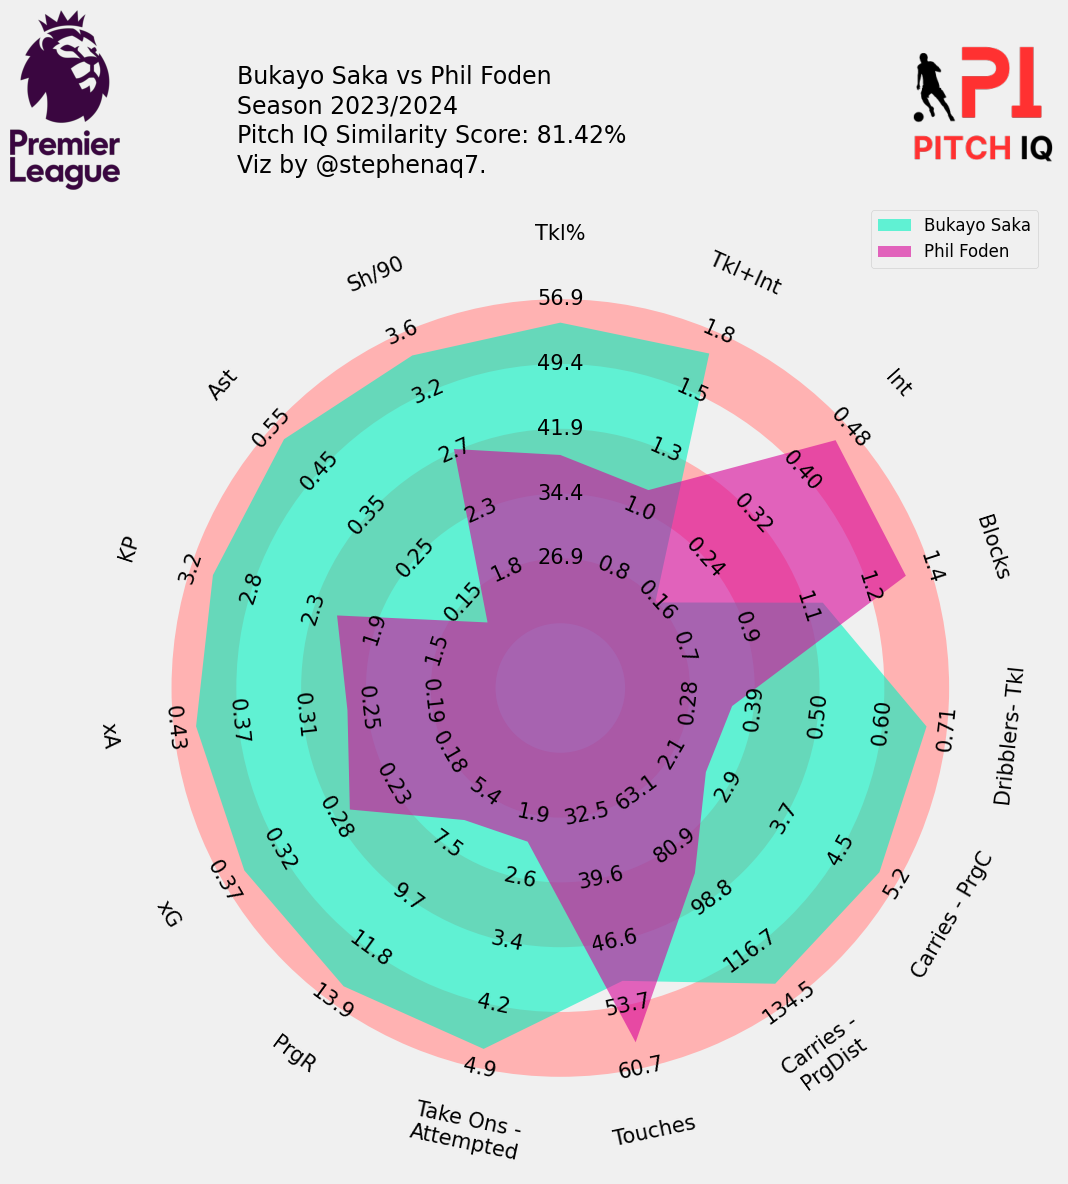 Premier
League
Bukayo Saka vs Phil Foden
Season 2023/2024
Pitch IQ Similarity Score: 81.42%
Viz by @stephenaq7.
PI
PITCH IQ
Bukayo Saka
Phil Foden
Tkl%
56.9
49.4
41.9
34.4
26.9
Tkl+Int
1.8
1.5
1.3
1.0
0.8
Int
0.48
0.40
0.32
0.24
0.16
Blocks
1.4
1.2
1.1
0.9
0.7
Dribblers- Tkl
0.71
0.60
0.50
0.39
0.28
Carries - PrgC
5.2
4.5
3.7
2.9
2.1
Carries -
PrgDist
134.5
116.7
98.8
80.9
63.1
Touches
60.7
53.7
46.6
39.6
32.5
Take Ons -
Attempted
4.9
4.2
3.4
2.6
1.9
PrgR
13.9
11.8
9.7
7.5
5.4
xG
0.37
0.32
0.28
0.23
0.18
xA
0.43
0.37
0.31
0.25
0.19
KP
3.2
2.8
2.3
1.9
1.5
Ast
0.55
0.45
0.35
0.25
0.15
Sh/90
3.6
3.2
2.7
2.3
1.8